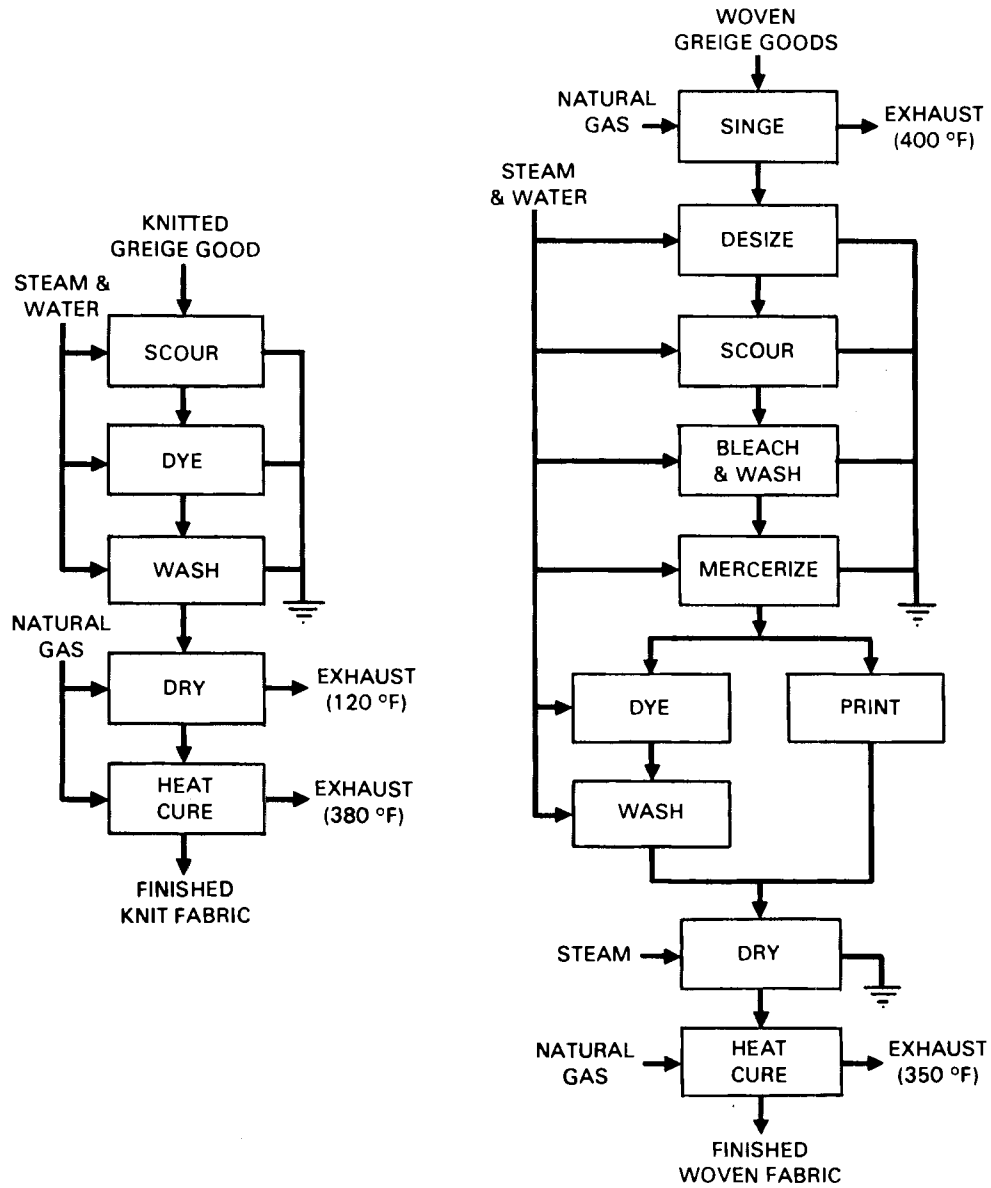 KNITTED
GREIGE GOOD
STEAM &
WATER
SCOUR
DYE
WASH
NATURAL
GAS
DRY
EXHAUST
(120 °F)
HEAT
CURE
EXHAUST
(380 °F)
FINISHED
KNIT FABRIC
WOVEN
GREIGE GOODS
NATURAL
GAS
SINGE
EXHAUST
(400 °F)
STEAM
& WATER
DESIZE
SCOUR
BLEACH
& WASH
MERCERIZE
DYE
PRINT
WASH
STEAM
DRY
NATURAL
GAS
HEAT
CURE
EXHAUST
(350 °F)
FINISHED
WOVEN FABRIC